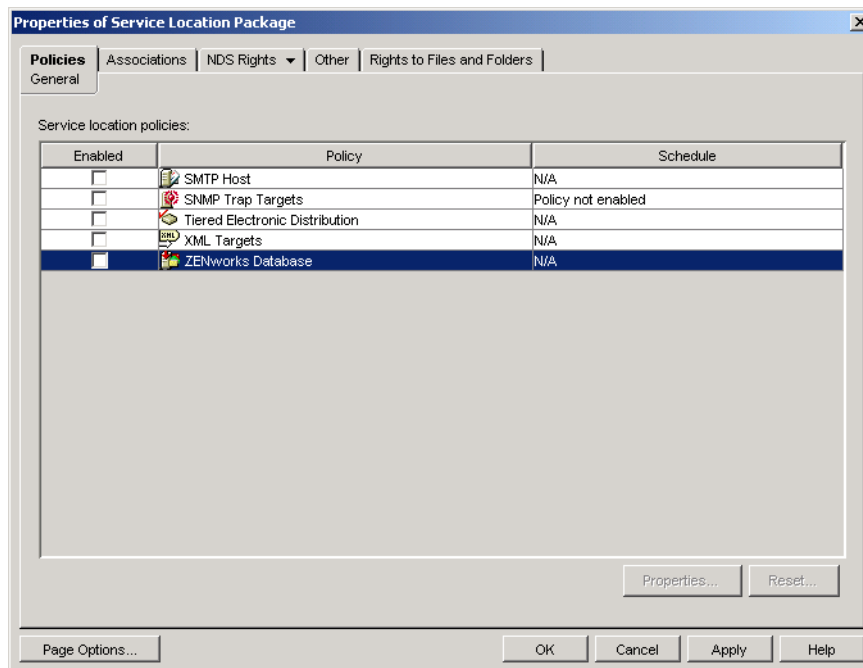 Properties of Service Location Package
Policies Associations NDS Rights Other Rights to Files and Folders
General
Service location policies:
Enabled Policy Schedule
SMTP Host N/A
SNMP Trap Targets Policy not enabled
Tiered Electronic Distribution N/A
XML XML Targets N/A
ZENworks Database N/A
Properties... Reset...
Page Options... OK Cancel Apply Help